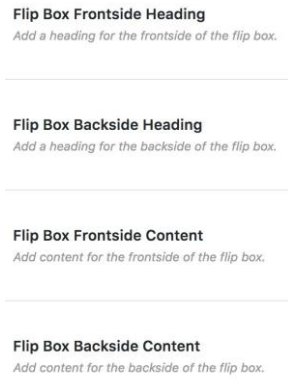 Flip Box Frontside Heading
Add a heading for the frontside of the flip box.
Flip Box Backside Heading
Add a heading for the backside of the flip box.
Flip Box Frontside Content
Add content for the frontside of the flip box.
Flip Box Backside Content
Add content for the backside of the flip box.